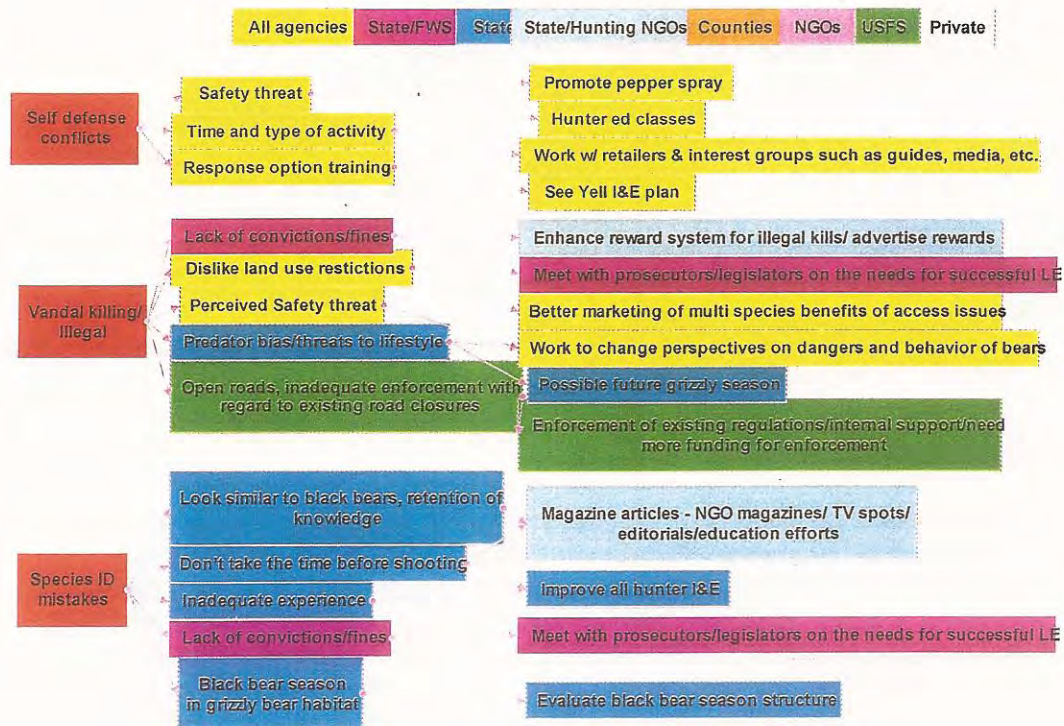 All agencies State/FWS State State/Hunting NGOs Counties NGOs USFS Private
Self defense
conflicts
Safety threat
Time and type of activity
Response option training
Promote pepper spray
Hunter ed classes
Work w/ retailers & interest groups such as guides, media, etc.
See Yell I&E plan
Vandal killing/
Illegal
Lack of convictions/fines
Dislike land use restictions
Perceived Safety threat
Predator bias/threats to lifestyle
Open roads, inadequate enforcement with
regard to existing road closures
Enhance reward system for illegal kills/ advertise rewards
Meet with prosecutors/legislators on the needs for successful LE
Better marketing of multi species benefits of access issues
Work to change perspectives on dangers and behavior of bears
Possible future grizzly season
Enforcement of existing regulations/internal support/need
more funding for enforcement
Species ID
mistakes
Look similar to black bears, retention of
knowledge
Don't take the time before shooting
Inadequate experience
Lack of convictions/fines
Black bear season
in grizzly bear habitat
Magazine articles - NGO magazines/ TV spots/
editorials/education efforts
Improve all hunter I&E
Meet with prosecutors/legislators on the needs for successful LE
Evaluate black bear season structure